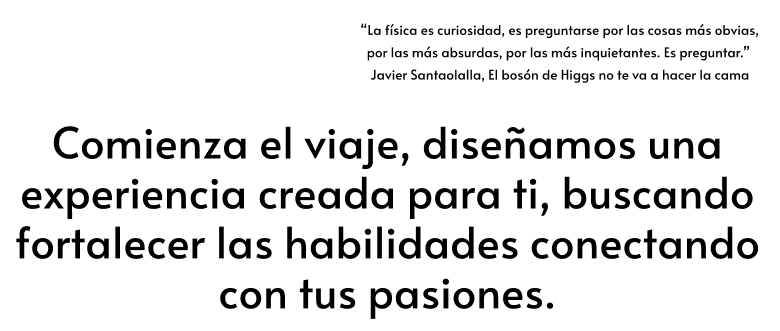 “La física es curiosidad, es preguntarse por las cosas más obvias,
por las más absurdas, por las más inquietantes. Es preguntar.”
Javier Santaolalla, El bosón de Higgs no te va a hacer la cama
Comienza el viaje, diseñamos una
experiencia creada para ti, buscando
fortalecer las habilidades conectando
con tus pasiones.